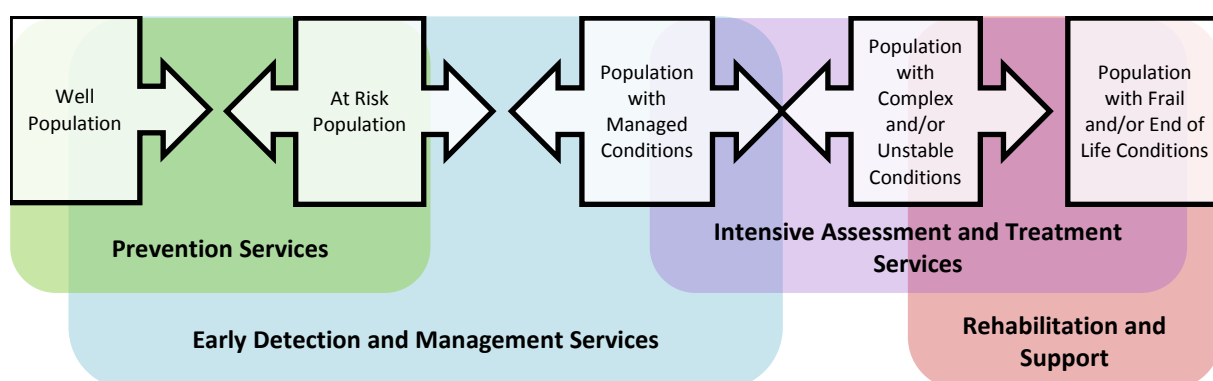 Well
Population
At Risk
Population
Population
with
Managed
Conditions
Population
with
Complex
and/or
Unstable
Conditions
Population
with Frail
and/or End of
Life Conditions
Prevention Services
Early Detection and Management Services
Intensive Assessment and Treatment
Services
Rehabilitation and
Support